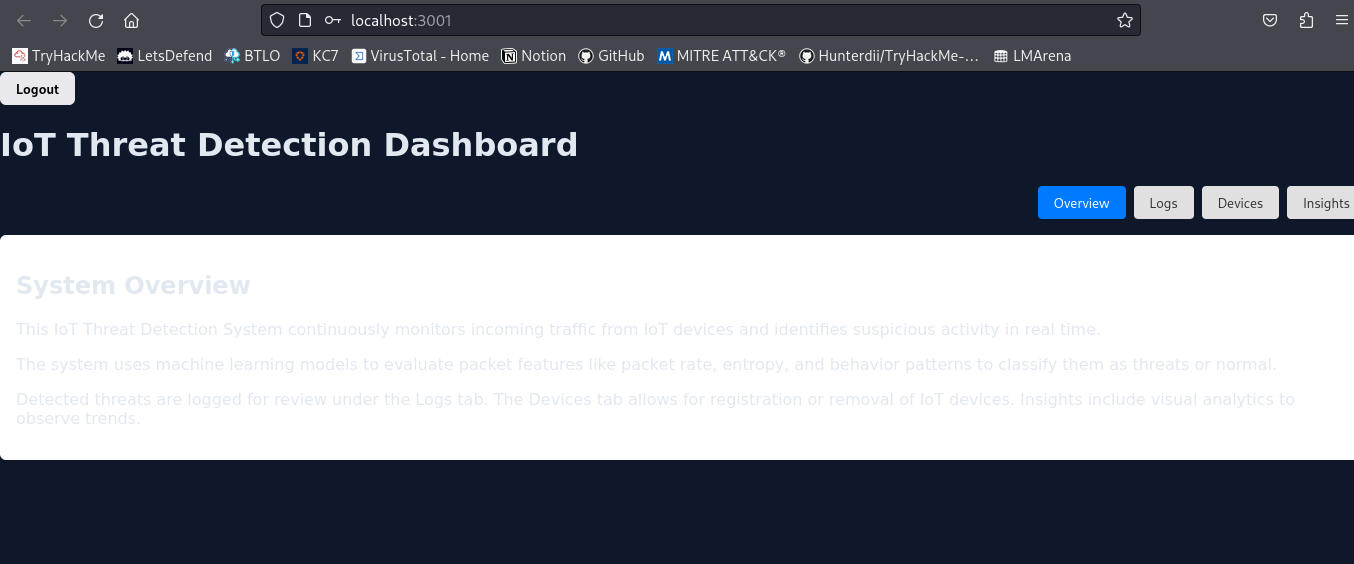 localhost:3001
TryHackMe LetsDefend BTLO KC7 VirusTotal - Home Notion GitHub MITRE ATT&CK® Hunterdii/TryHackMe-... LMArena
Logout
IoT Threat Detection Dashboard
Overview Logs Devices Insights
System Overview
This IoT Threat Detection System continuously monitors incoming traffic from IoT devices and identifies suspicious activity in real time.
The system uses machine learning models to evaluate packet features like packet rate, entropy, and behavior patterns to classify them as threats or normal.
Detected threats are logged for review under the Logs tab. The Devices tab allows for registration or removal of IoT devices. Insights include visual analytics to
observe trends.